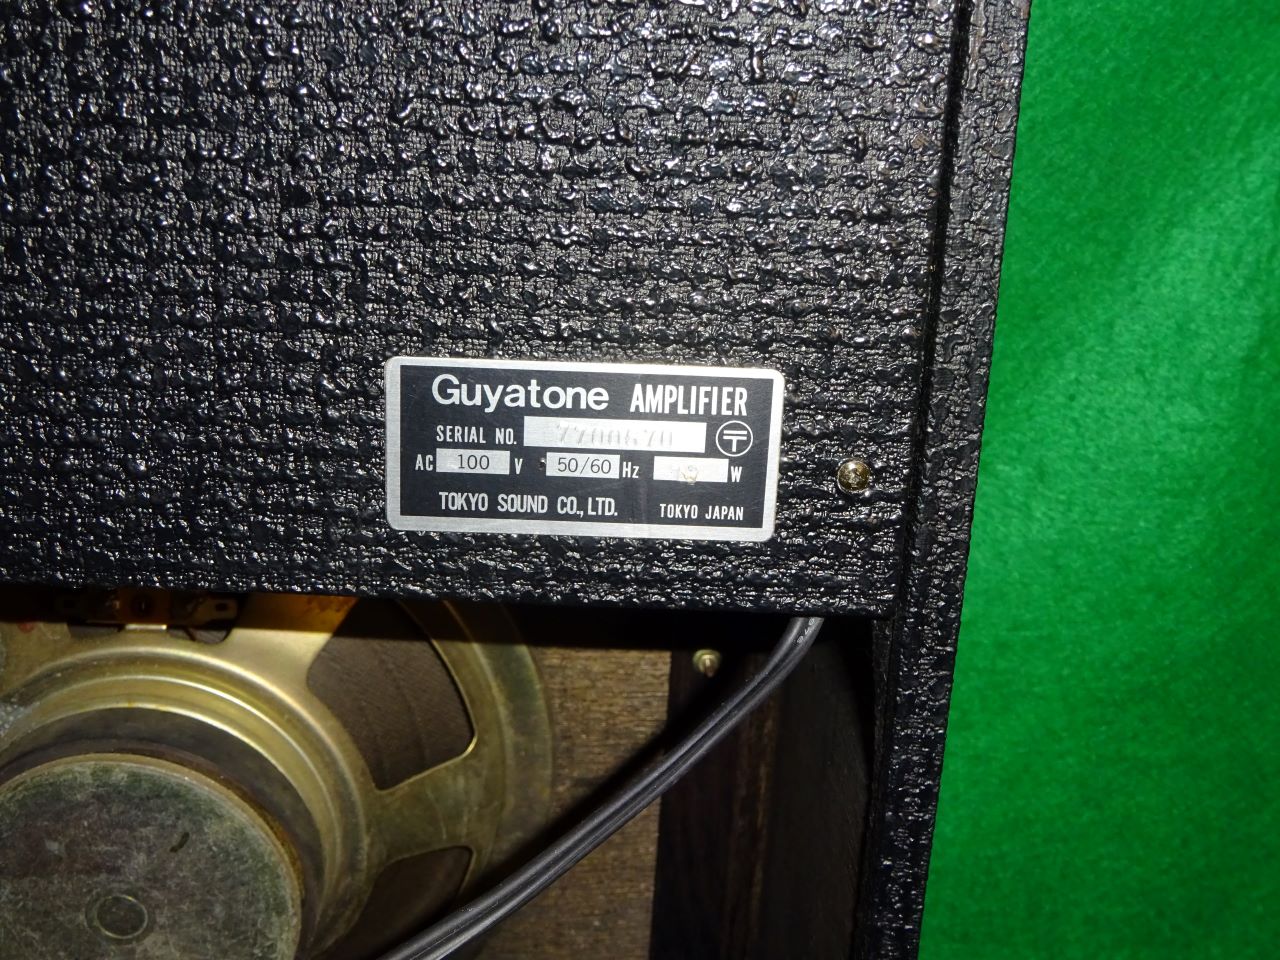 Guyatone AMPLIFIER
SERIAL NO. 〒
AC 100 V 50/60 Hz W
TOKYO SOUND CO., LTD. TOKYO JAPAN